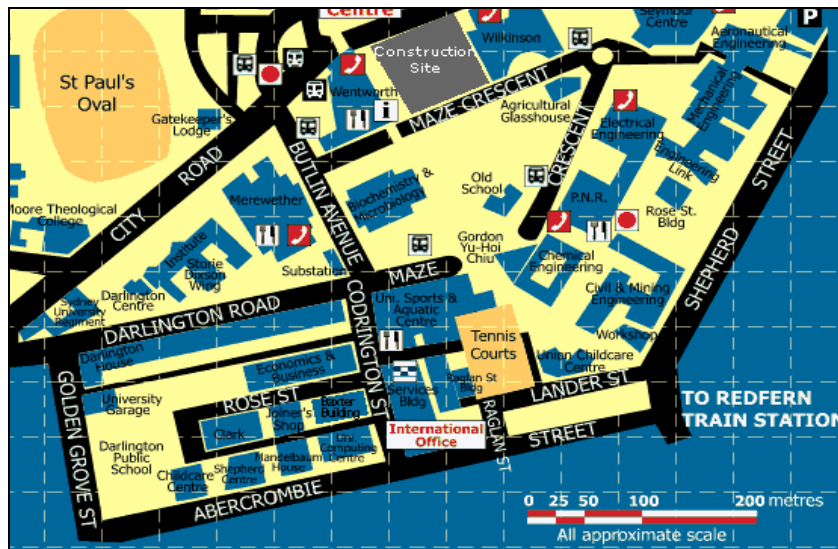 Centre
Seymour
Centre
P
Wilkinson
Aeronautical
Engineering
St Paul's
Oval
Construction
Site
Wentworth
i
MAZE CRESCENT
Agricultural
Glasshouse
Mechanical
Engineering
Gatekeeper's
Lodge
Electrical
Engineering
Engineering
Link
CITY ROAD
BUTLIN AVENUE
CRESCENT
SHEPHERD STREET
Merewether
Biochemistry &
Microbiology
Old
School
P.N.R.
Rose St.
Bldg
Moore Theological
College
Gordon
Yu-Hoi
Chiu
Chemical
Engineering
Institute
Storie
Dixson
Wing
Substation
MAZE
Civil & Mining
Engineering
Darlington
Centre
Sydney
University
Regiment
DARLINGTON ROAD
CODRINGTON ST
Uni. Sports &
Aquatic
Centre
Tennis
Courts
Workshop
Darlington
House
Economics &
Business
Union Childcare
Centre
GOLDEN GROVE ST
University
Garage
ROSE ST
Joiner's
Shop
Baxter
Building
Services
Bldg
Raglan St
Bldg
LANDER ST
RAGLAN ST
TO REDFERN
TRAIN STATION
International
Office
Darlington
Public
School
Clark
Mandelbaum
House
Uni.
Computing
Centre
Childcare
Centre
Shepherd
Centre
ABERCROMBIE STREET
0 25 50 100 200 metres
All approximate scale